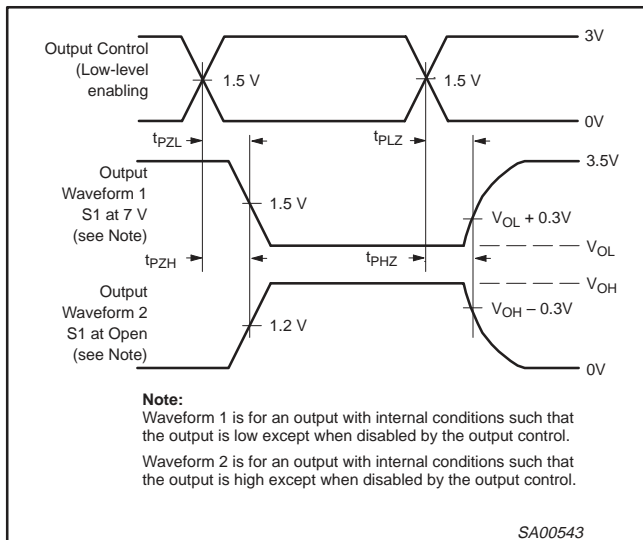 Output Control
(Low-level
enabling
3V
1.5 V
1.5 V
0V
tPZL
tPLZ
3.5V
Output
Waveform 1
S1 at 7 V
(see Note)
1.5 V
VOL + 0.3V
VOL
tPZH
tPHZ
VOH
Output
Waveform 2
S1 at Open
(see Note)
1.2 V
VOH – 0.3V
0V
Note:
Waveform 1 is for an output with internal conditions such that
the output is low except when disabled by the output control.
Waveform 2 is for an output with internal conditions such that
the output is high except when disabled by the output control.
SA00543